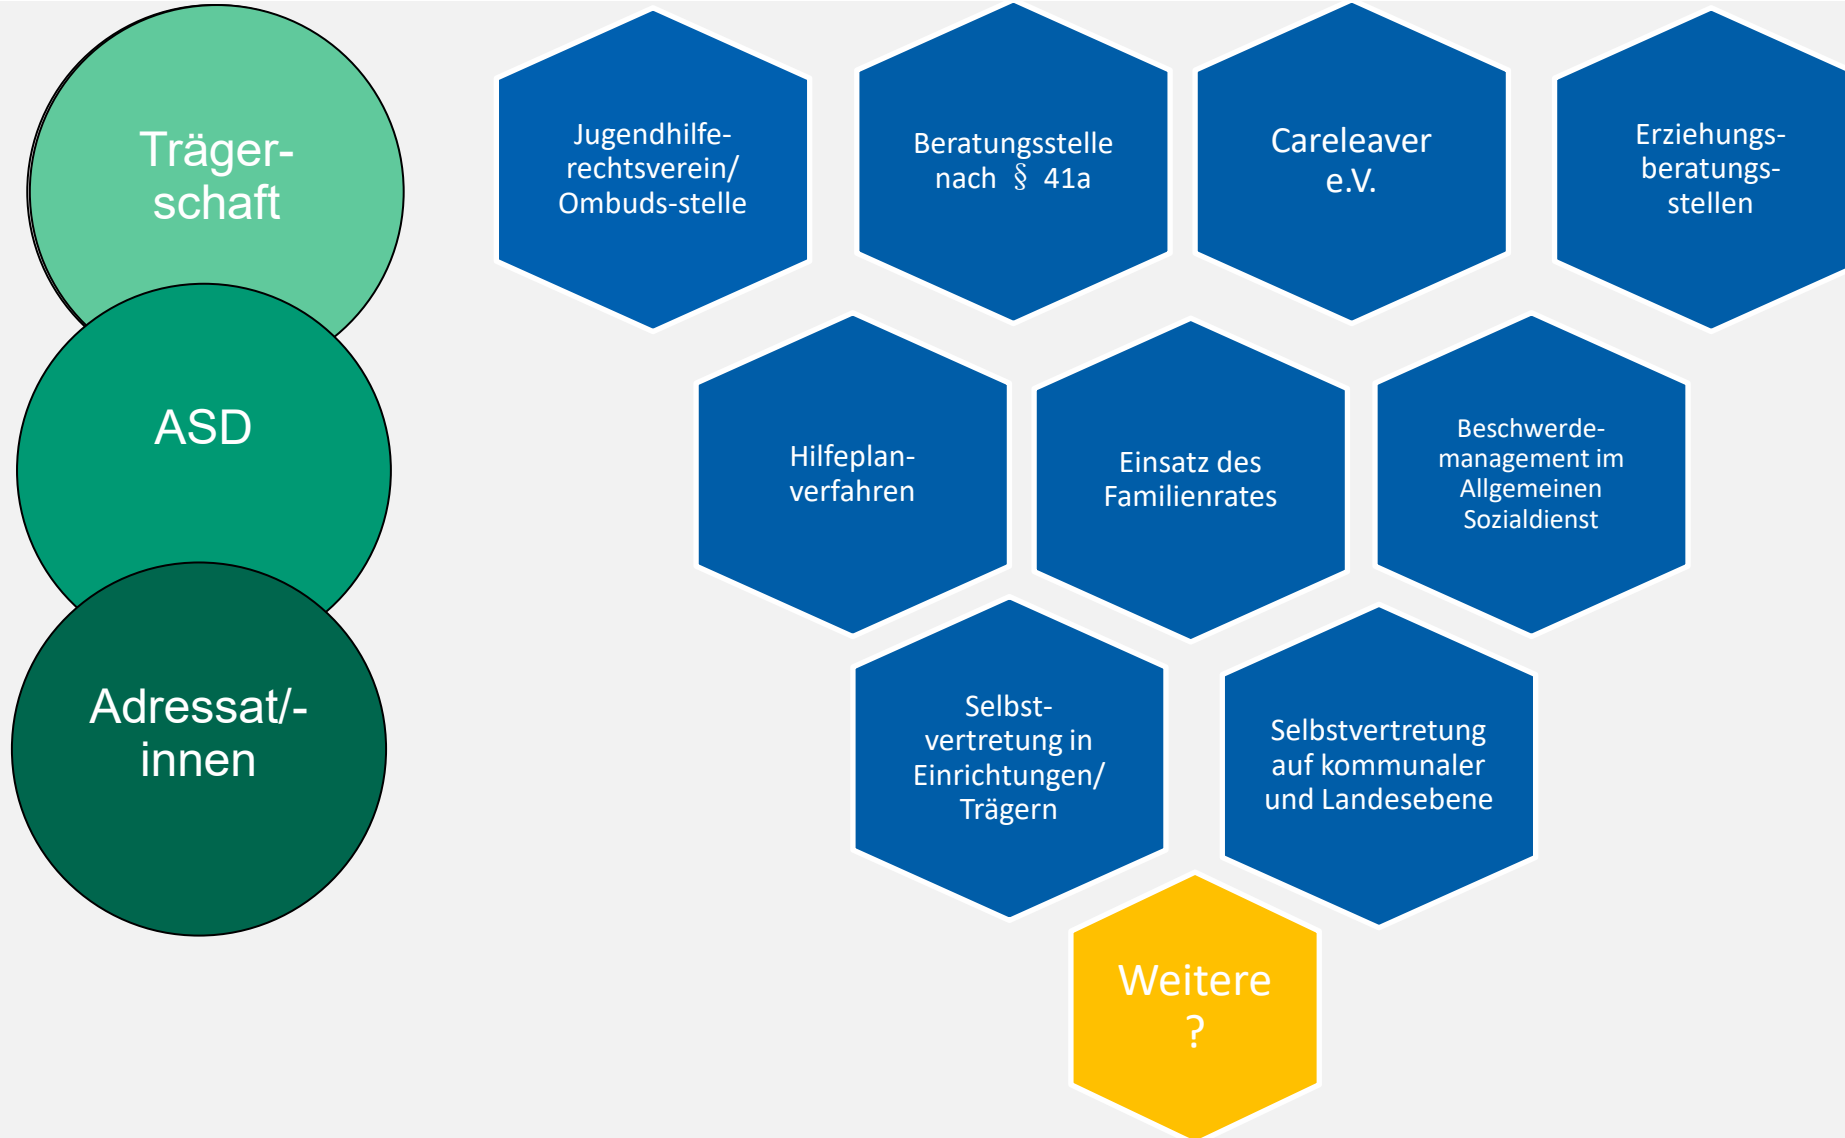 Träger-
schaft
Jugendhilfe-
rechtsverein/
Ombuds-stelle
Beratungsstelle
nach § 41a
Careleaver
e.V.
Erziehungs-
beratungs-
stellen
ASD
Hilfeplan-
verfahren
Einsatz des
Familienrates
Beschwerde-
management im
Allgemeinen
Sozialdienst
Adressat/-
innen
Selbst-
vertretung in
Einrichtungen/
Trägern
Selbstvertretung
auf kommunaler
und Landesebene
Weitere
?